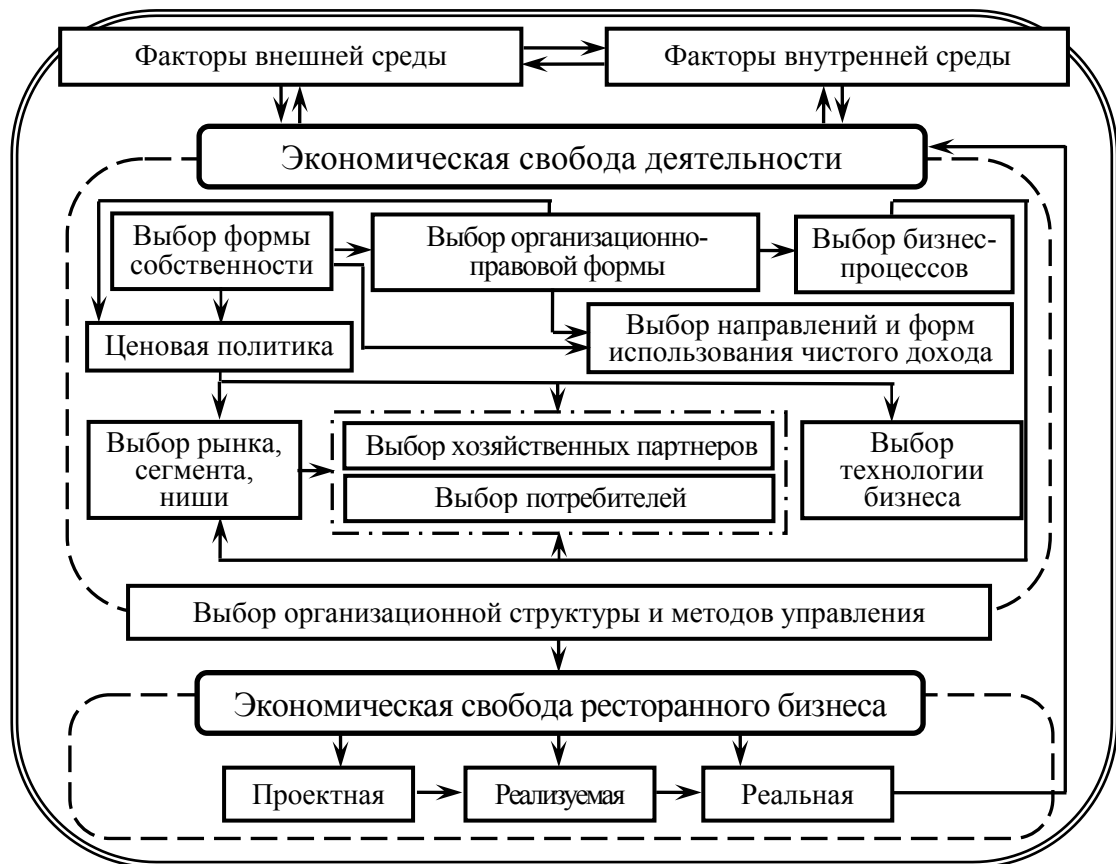 Факторы внешней среды
Факторы внутренней среды
Экономическая свобода деятельности
Выбор формы
собственности
Выбор организационно-
правовой формы
Выбор бизнес-
процессов
Ценовая политика
Выбор направлений и форм
использования чистого дохода
Выбор рынка,
сегмента,
ниши
Выбор хозяйственных партнеров
Выбор потребителей
Выбор
технологии
бизнеса
Выбор организационной структуры и методов управления
Экономическая свобода ресторанного бизнеса
Проектная
Реализуемая
Реальная